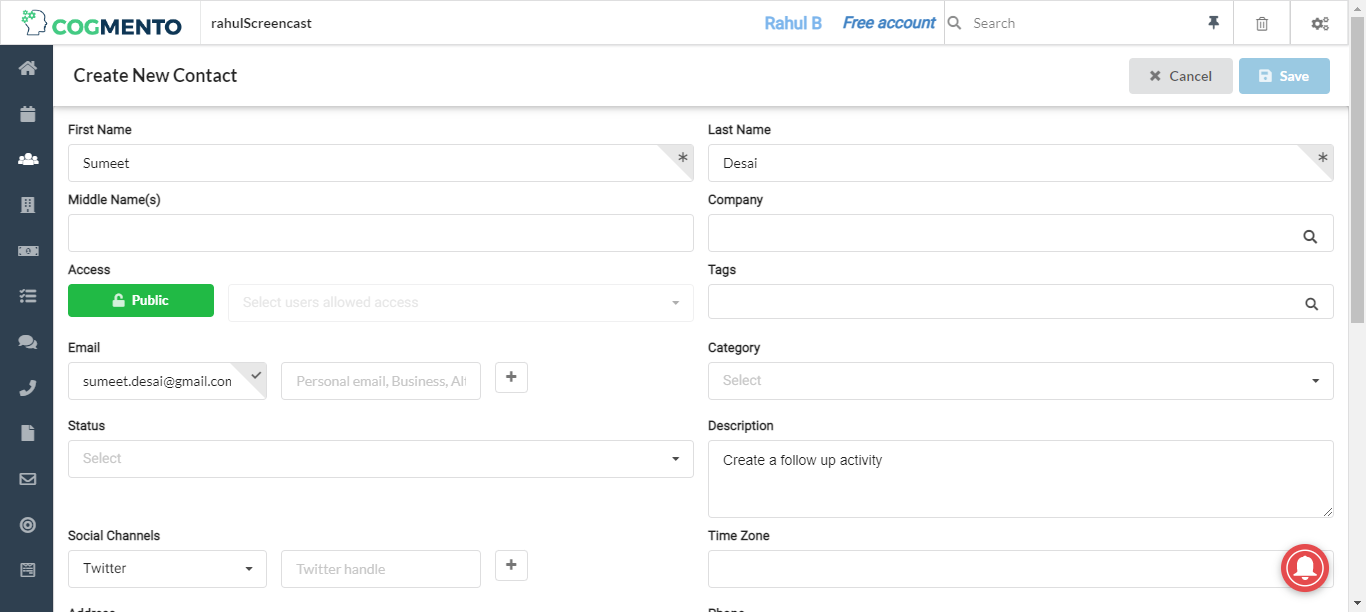 COGMENTO
rahulScreencast
Rahul B
Free account
Search
Create New Contact
Cancel
Save
First Name
Last Name
Sumeet
Desai
Middle Name(s)
Company
Access
Tags
Public
Select users allowed access
Email
Category
sumeet.desai@gmail.con
Personal email, Business, Alt
Select
Status
Description
Select
Create a follow up activity
Social Channels
Time Zone
Twitter
Twitter handle
Address
Phone